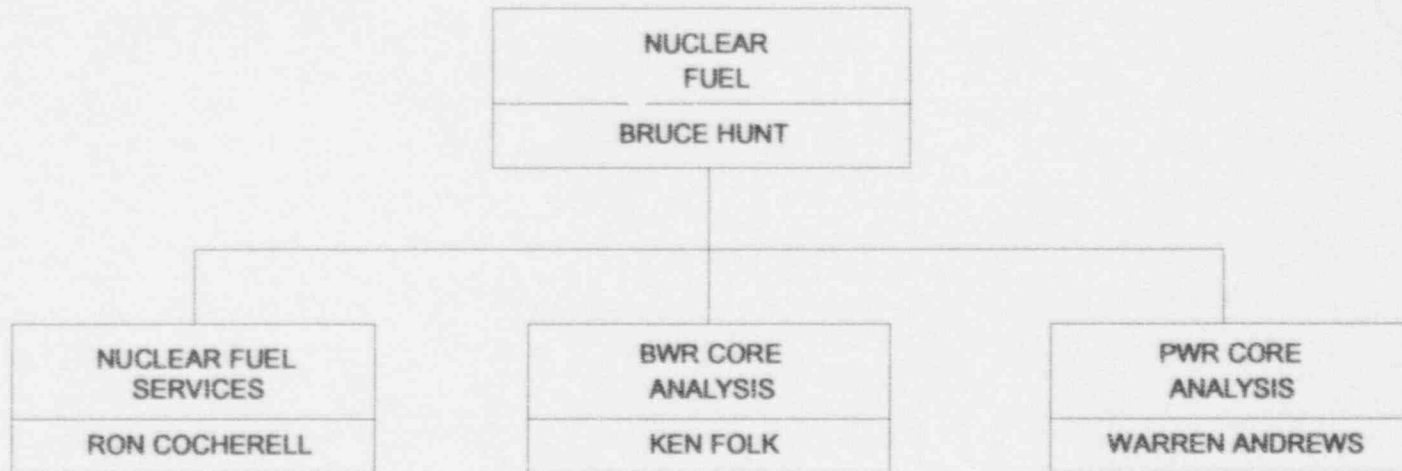 NUCLEAR
FUEL
BRUCE HUNT
NUCLEAR FUEL
SERVICES
RON COCHERELL
BWR CORE
ANALYSIS
KEN FOLK
PWR CORE
ANALYSIS
WARREN ANDREWS